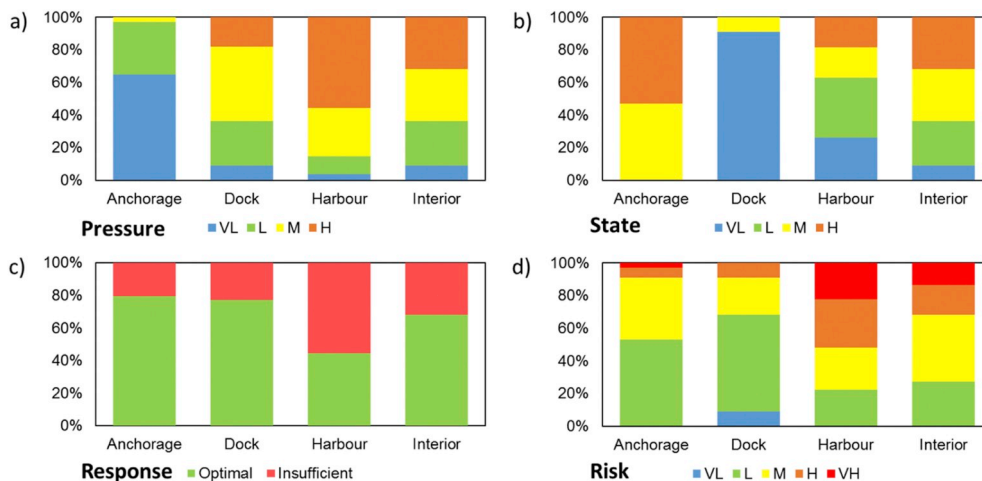 a)
100%
80%
60%
40%
20%
0%
Anchorage Dock Harbour Interior
Pressure VL L M H
b)
100%
80%
60%
40%
20%
0%
Anchorage Dock Harbour Interior
State VL L M H
c)
100%
80%
60%
40%
20%
0%
Anchorage Dock Harbour Interior
Response Optimal Insufficient
d)
100%
80%
60%
40%
20%
0%
Anchorage Dock Harbour Interior
Risk VL L M H VH